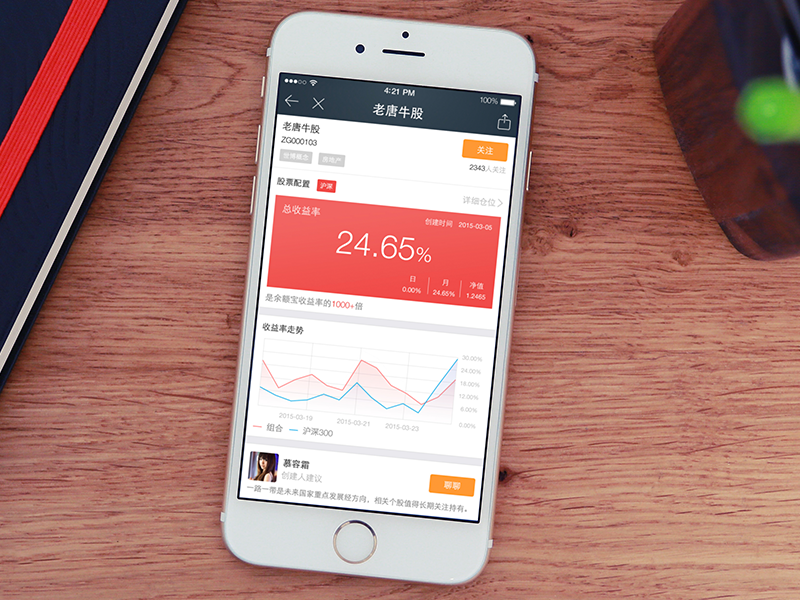 4:21 PM
100%
老唐牛股
老唐牛股
ZG000103
关注
房地产
2343人关注
股票配置 沪深
详细仓位
总收益率
创建时间 2015-03-05
24.65%
日 月 净值
0.00% 24.65% 1.2465
是余额宝收益率的1000+倍
收益率走势
30.00%
24.00%
18.00%
12.00%
6.00%
0.00%
2015-03-19 2015-03-21 2015-03-23
组合 沪深300
慕容霜
创建人建议
聊聊
一路一带是未来国家重点发展经方向，相关个股值得长期关注持有。